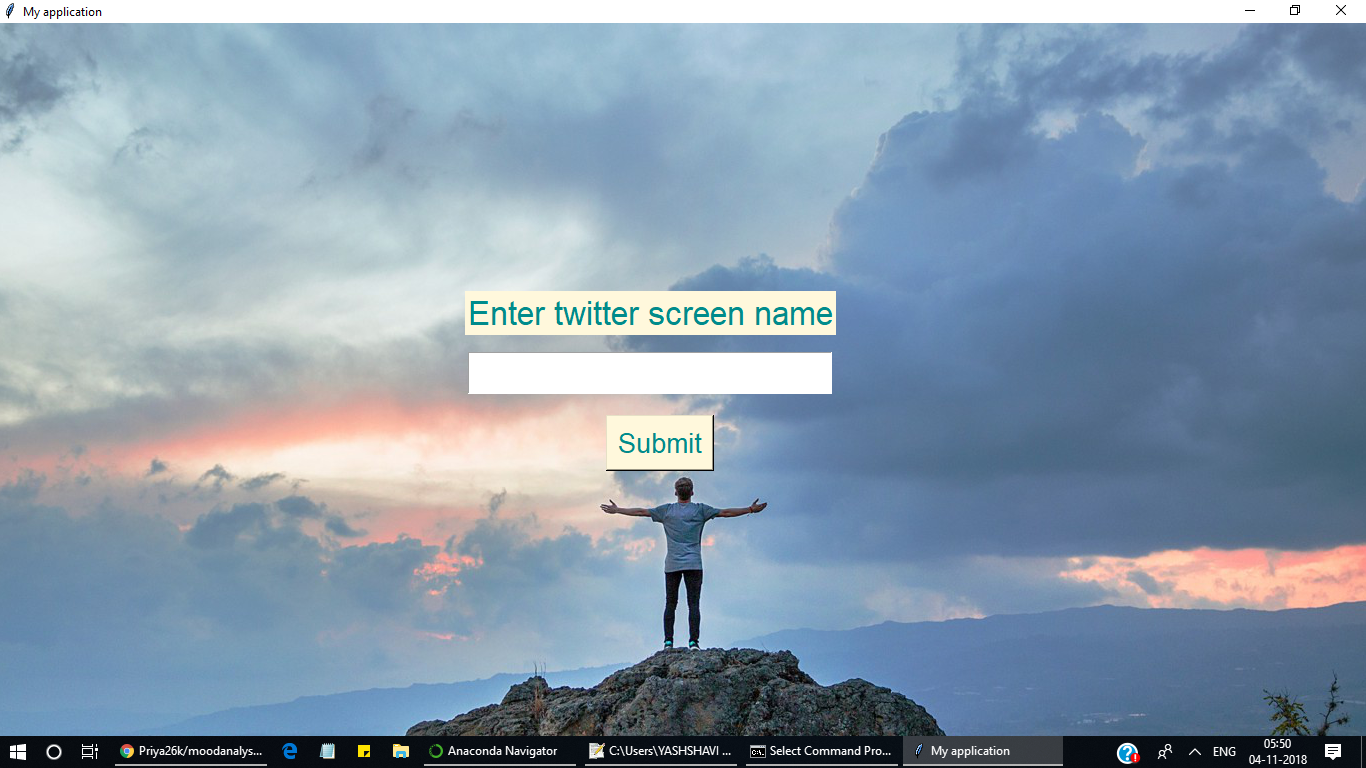 My application
Enter twitter screen name
Submit
Priya26k/moodanalys...
Anaconda Navigator
C:\Users\YASHSHAVI ...
Select Command Pro...
My application
ENG
05:50
04-11-2018